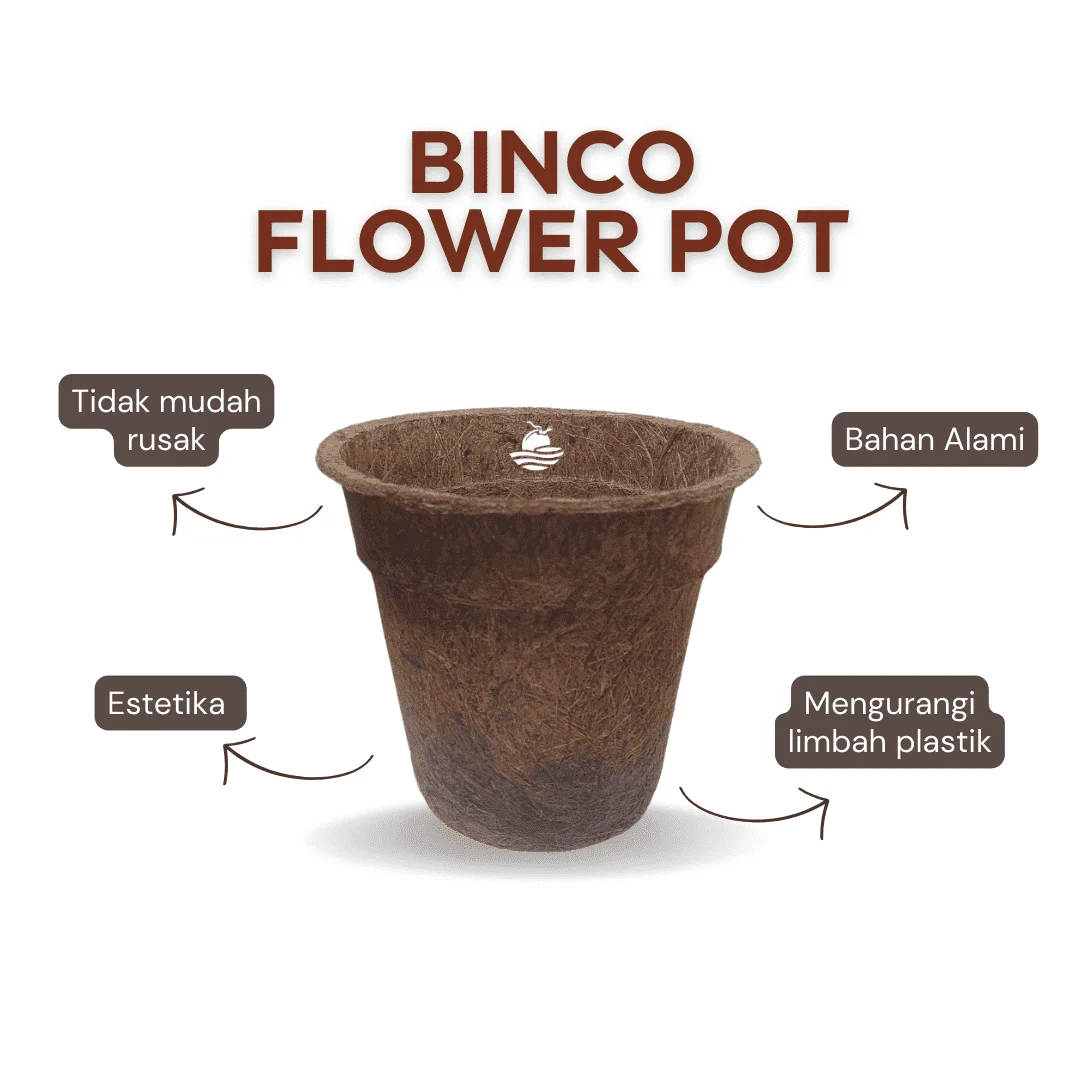 BINCO
FLOWER POT
Tidak mudah
rusak
Bahan Alami
Estetika
Mengurangi
limbah plastik